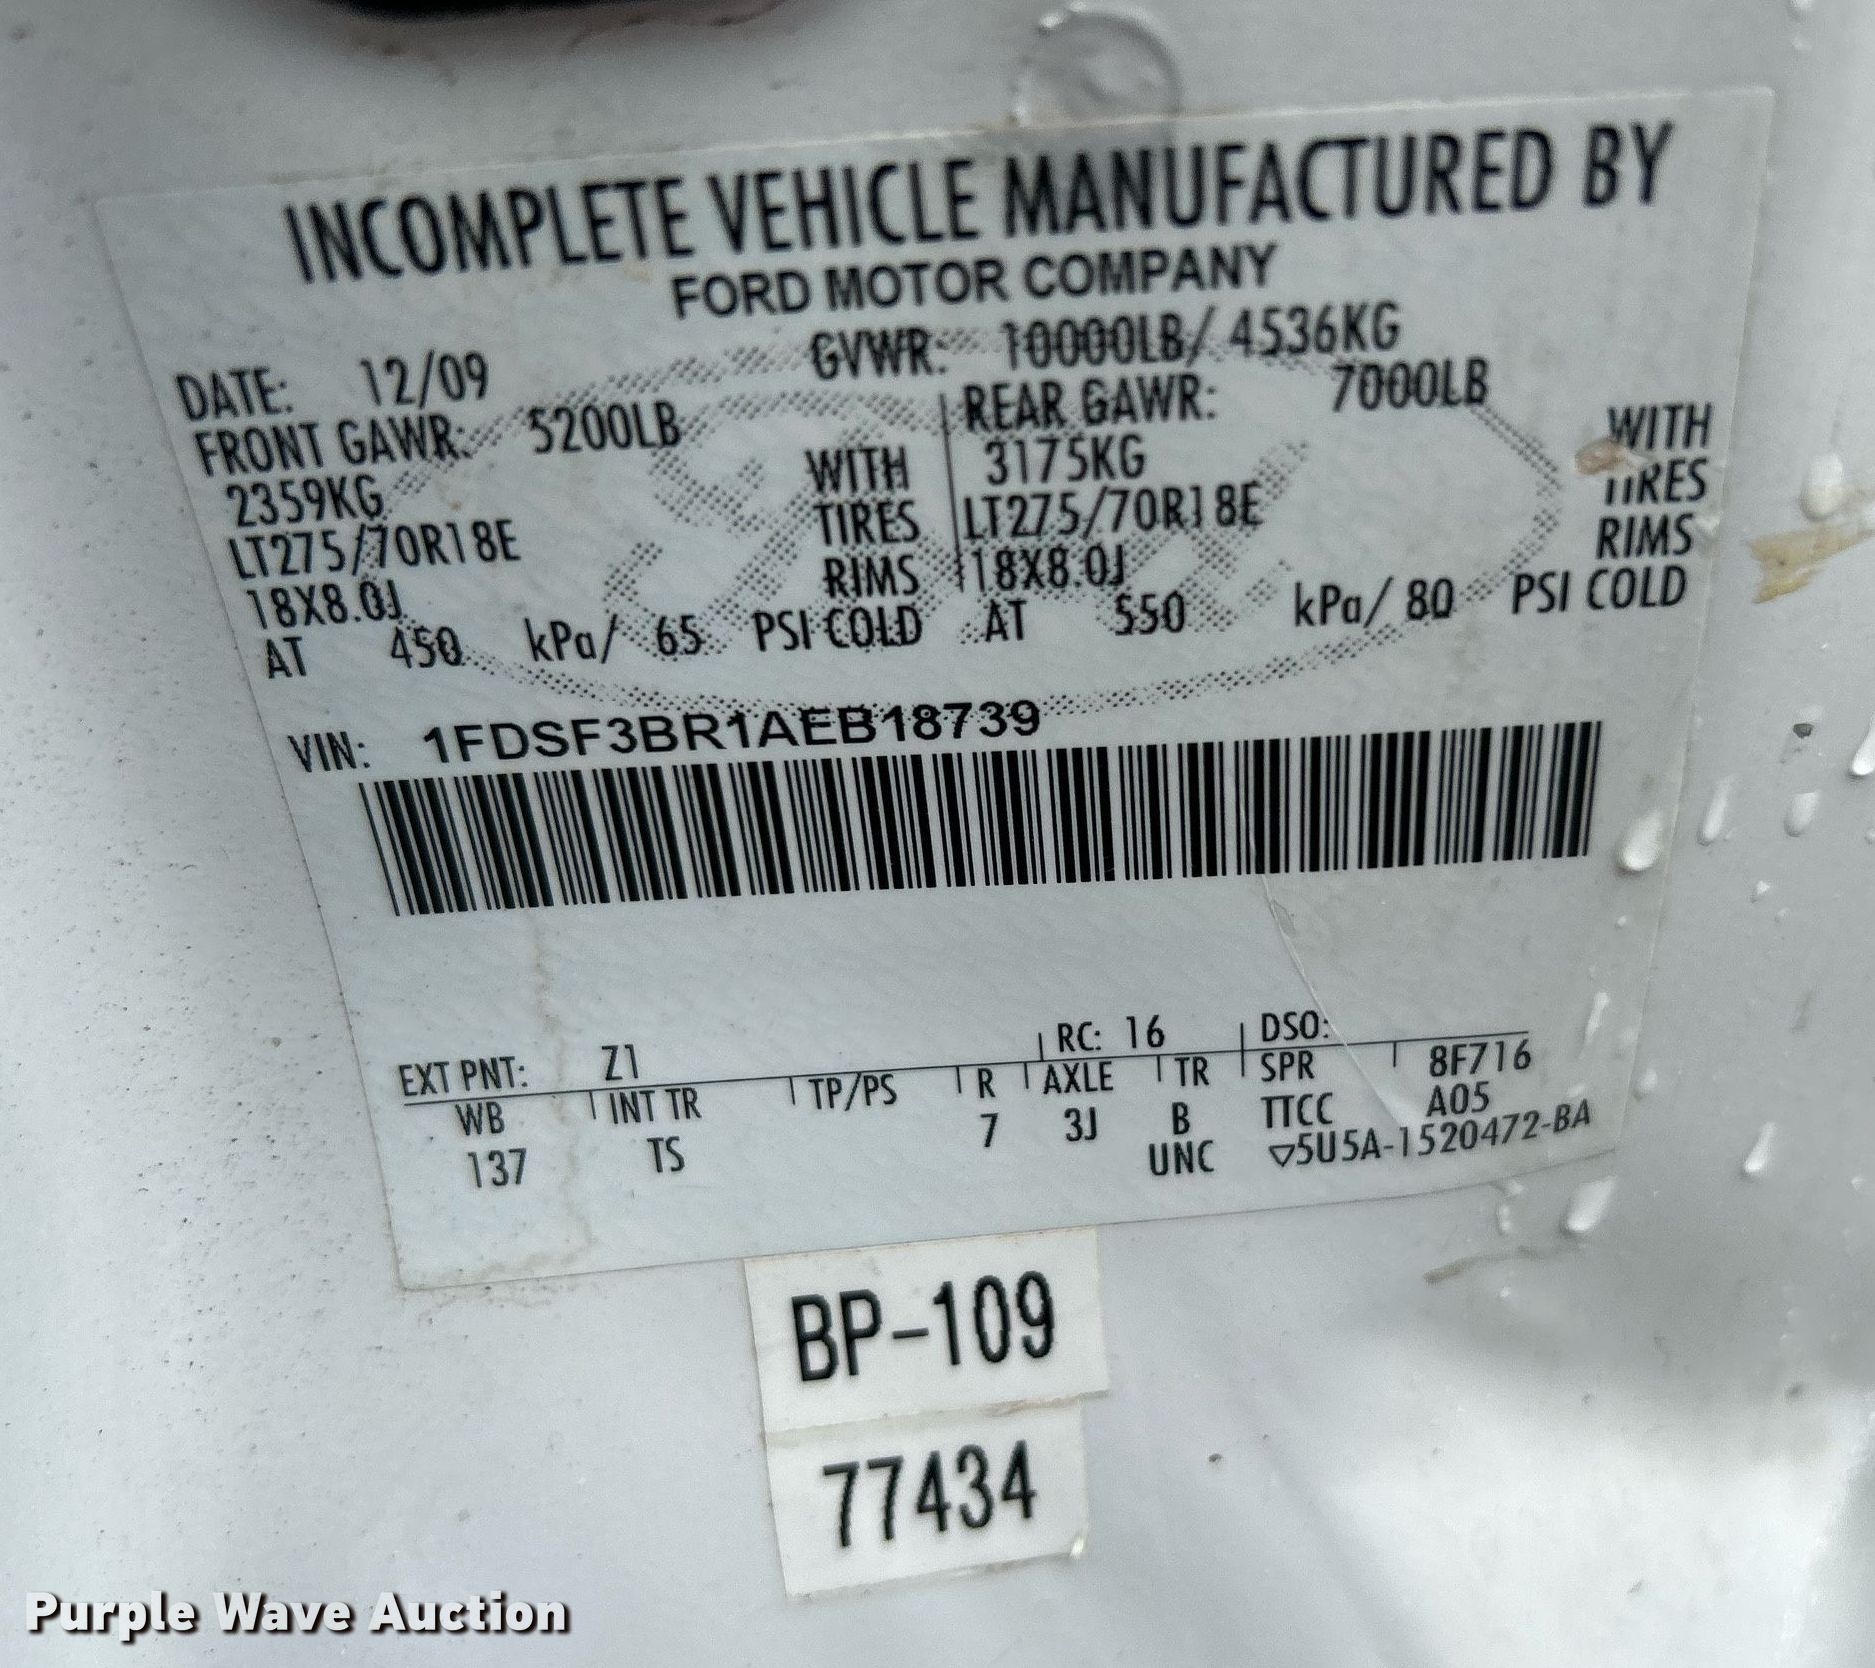 INCOMPLETE VEHICLE MANUFACTURED BY
FORD MOTOR COMPANY
DATE: 12/09 GVWR: 10000LB/ 4536KG
FRONT GAWR: 5200LB REAR GAWR: 7000LB
2359KG WITH 3175KG WITH
LT275/70R18E TIRES LT275/70R18E TIRES
18X8.0J RIMS 18X8.0J RIMS
AT 450 kPa/ 65 PSI COLD AT 550 kPa/ 80 PSI COLD
VIN: 1FDSF3BR1AEB18739
EXT PNT: Z1 RC: 16 DSO:
WB INT TR TP/PS R AXLE TR SPR 8F716
137 TS 7 3J B TTCC A05
UNC ▽5U5A-1520472-BA
BP-109
77434
Purple Wave Auction